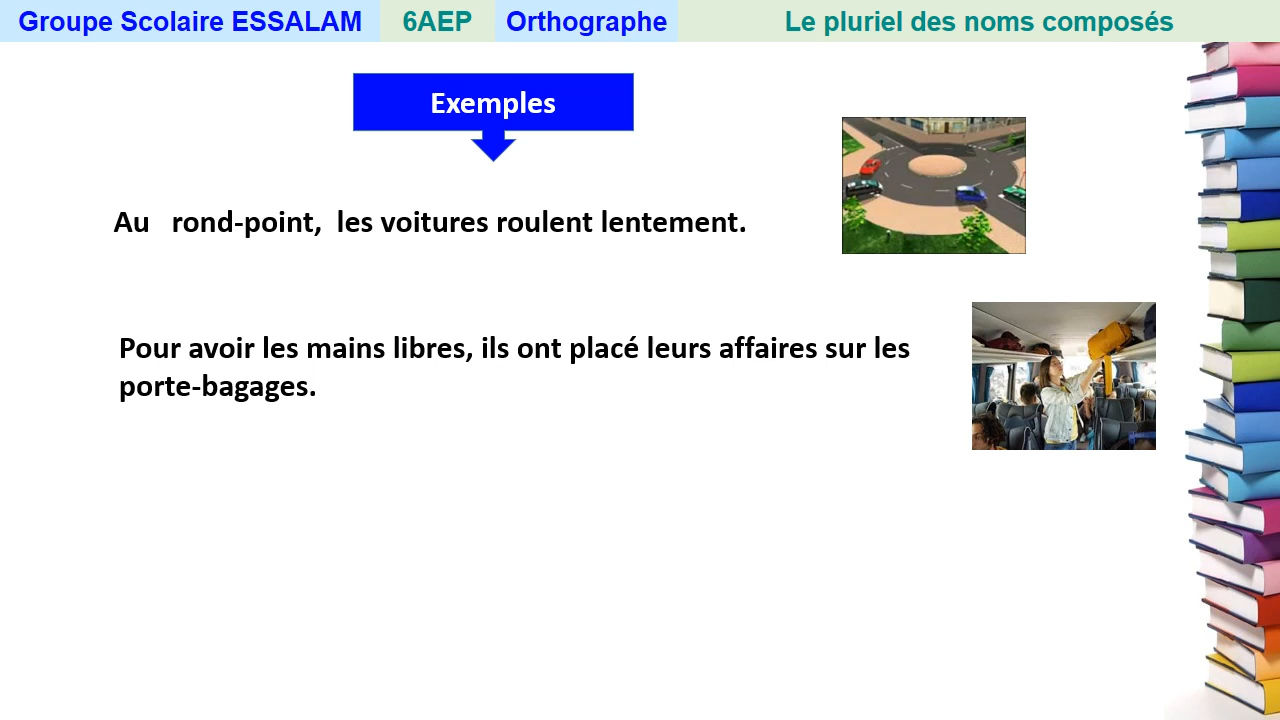 Groupe Scolaire ESSALAM 6AEP Orthographe Le pluriel des noms composés
Exemples
Au rond-point, les voitures roulent lentement.
Pour avoir les mains libres, ils ont placé leurs affaires sur les
porte-bagages.